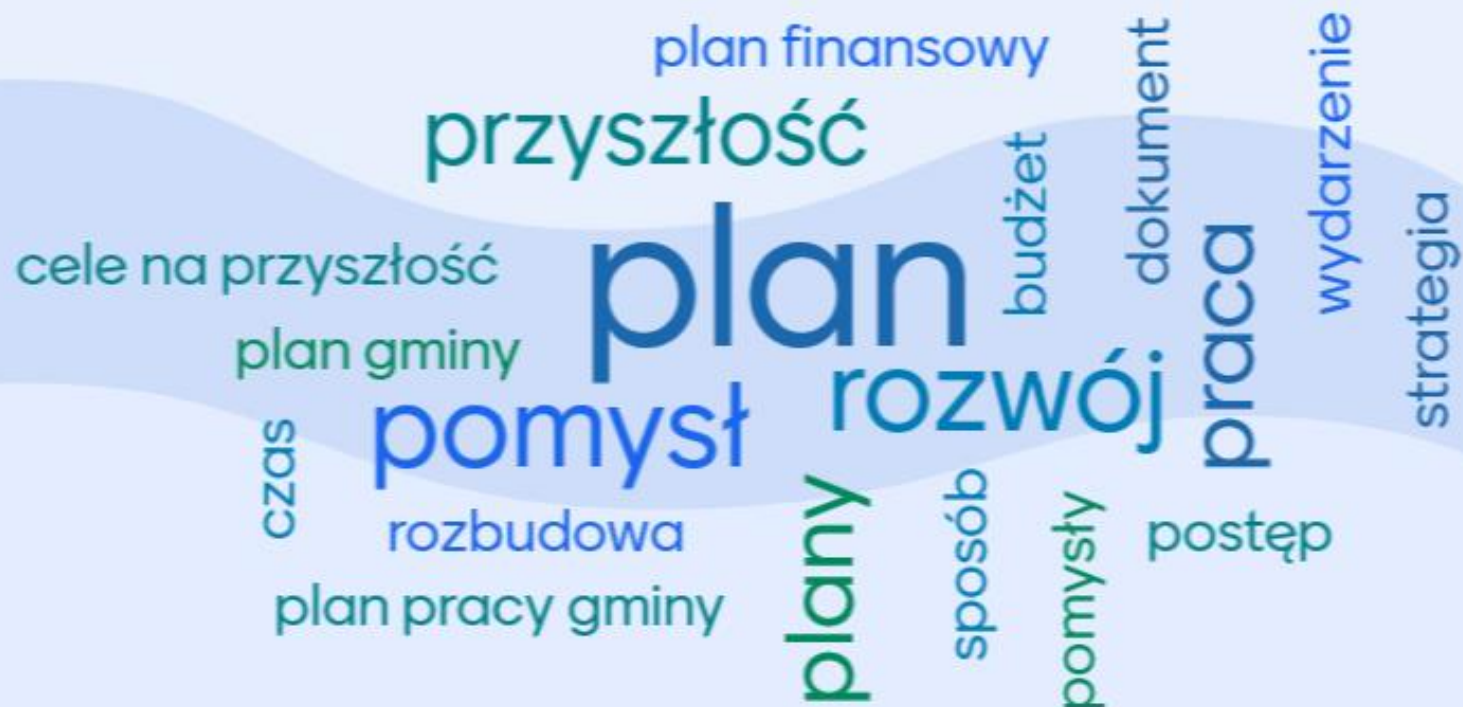 plan finansowy
przyszłość
dokument
wydarzenie
budżet
cele na przyszłość
plan
praca
strategia
plan gminy
rozwój
pomysł
czas
rozbudowa
plany
sposób
pomysły
postęp
plan pracy gminy